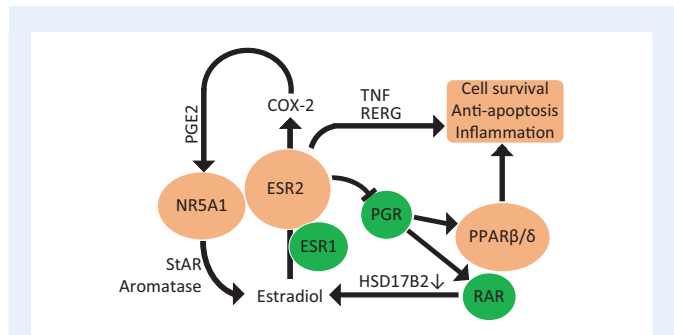 COX-2
TNF
RERG
Cell survival
Anti-apoptosis
Inflammation
PGE2
NR5A1
ESR2
PGR
ESR1
PPARβ/δ
StAR
Aromatase
Estradiol
HSD17B2↓
RAR